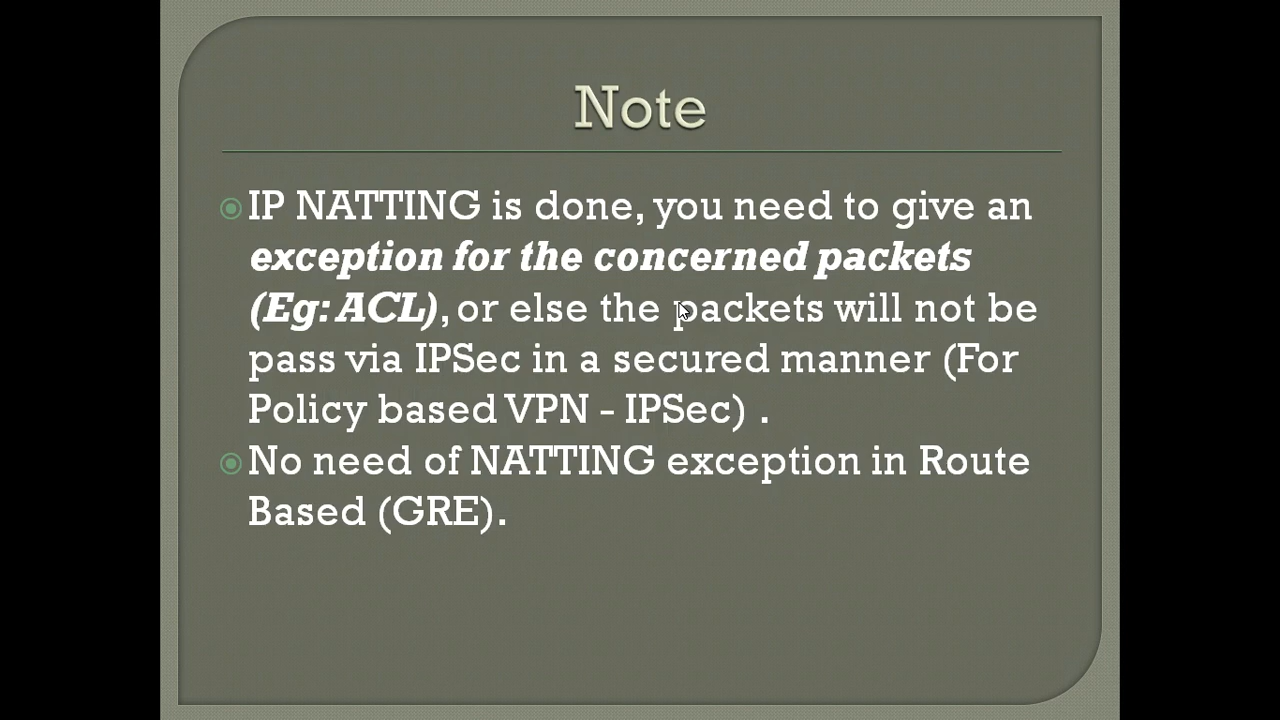 Note
IP NATTING is done, you need to give an
exception for the concerned packets
(Eg: ACL), or else the packets will not be
pass via IPSec in a secured manner (For
Policy based VPN - IPSec) .
No need of NATTING exception in Route
Based (GRE).